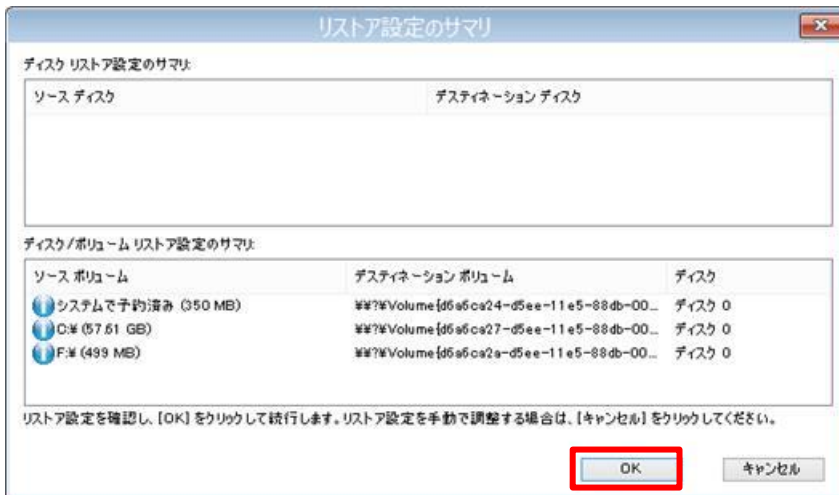 リストア設定のサマリ
ディスク リストア設定のサマリ:
ソース ディスク デスティネーション ディスク
ディスク/ボリューム リストア設定のサマリ:
ソース ボリューム デスティネーション ボリューム ディスク
システムで予約済み (350 MB) ¥¥?¥Volume{d6a6ca24-d5ee-11e5-88db-00... ディスク 0
C:¥ (57.61 GB) ¥¥?¥Volume{d6a6ca27-d5ee-11e5-88db-00... ディスク 0
F:¥ (499 MB) ¥¥?¥Volume{d6a6ca2a-d5ee-11e5-88db-00... ディスク 0
リストア設定を確認し、[OK] をクリックして続行します。リストア設定を手動で調整する場合は、[キャンセル] をクリックしてください。
OK キャンセル